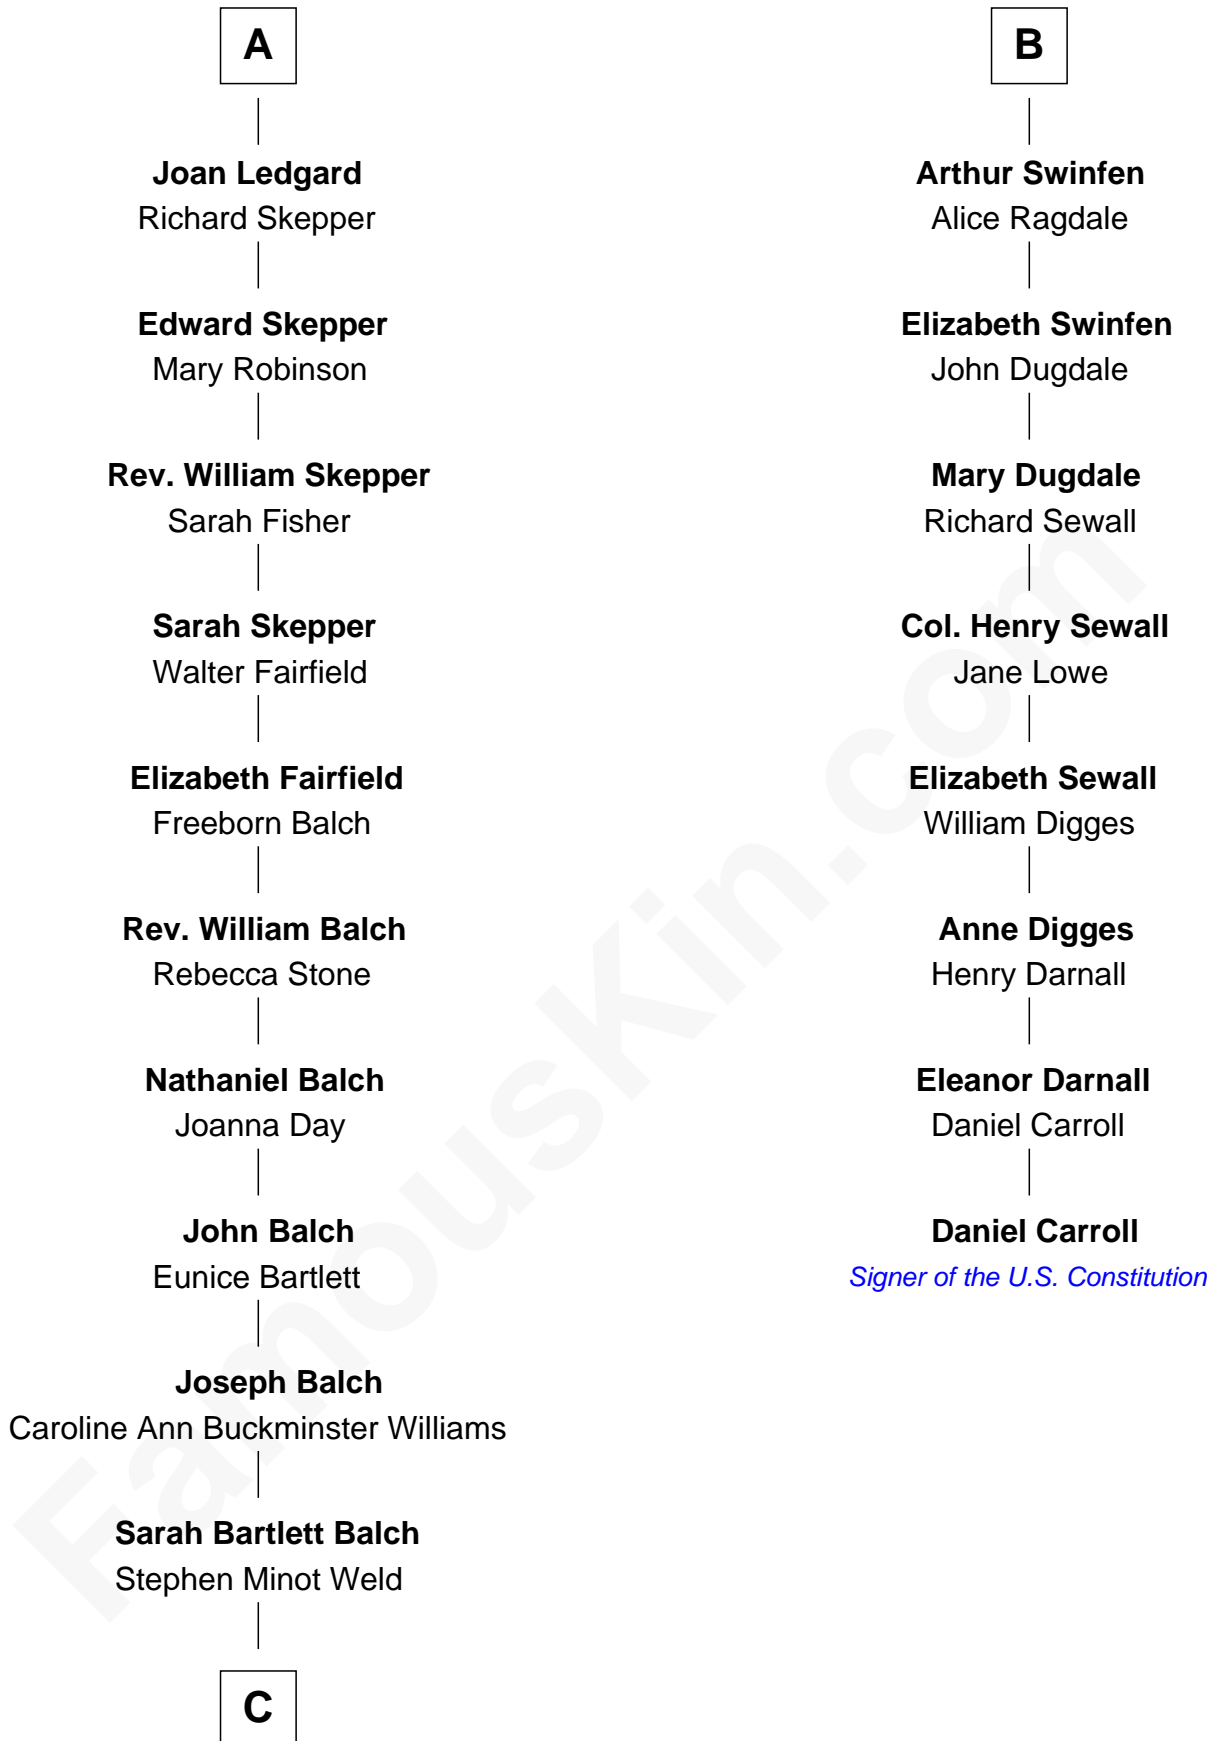 A
Joan Ledgard
Richard Skepper
Edward Skepper
Mary Robinson
Rev. William Skepper
Sarah Fisher
Sarah Skepper
Walter Fairfield
Elizabeth Fairfield
Freeborn Balch
Rev. William Balch
Rebecca Stone
Nathaniel Balch
Joanna Day
John Balch
Eunice Bartlett
Joseph Balch
Caroline Ann Buckminster Williams
Sarah Bartlett Balch
Stephen Minot Weld
C
B
Arthur Swinfen
Alice Ragdale
Elizabeth Swinfen
John Dugdale
Mary Dugdale
Richard Sewall
Col. Henry Sewall
Jane Lowe
Elizabeth Sewall
William Digges
Anne Digges
Henry Darnall
Eleanor Darnall
Daniel Carroll
Daniel Carroll
Signer of the U.S. Constitution
FamousKin.com